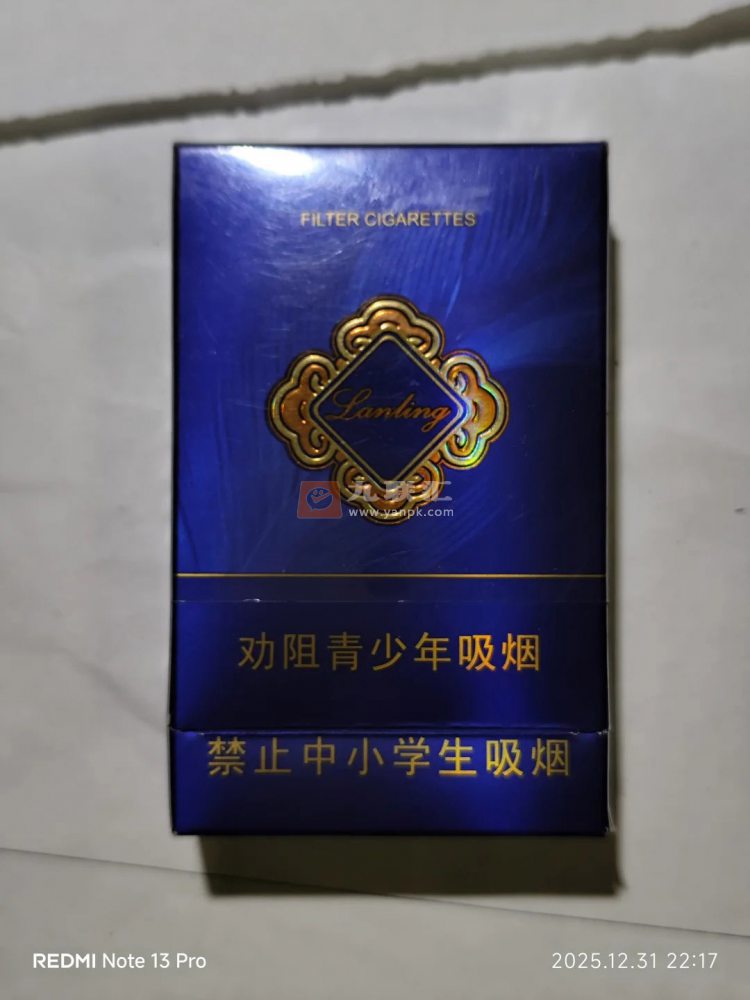 FILTER CIGARETTES
Lanling
www.yanpk.com
劝阻青少年吸烟
禁止中小学生吸烟
REDMI Note 13 Pro
2025.12.31 22:17